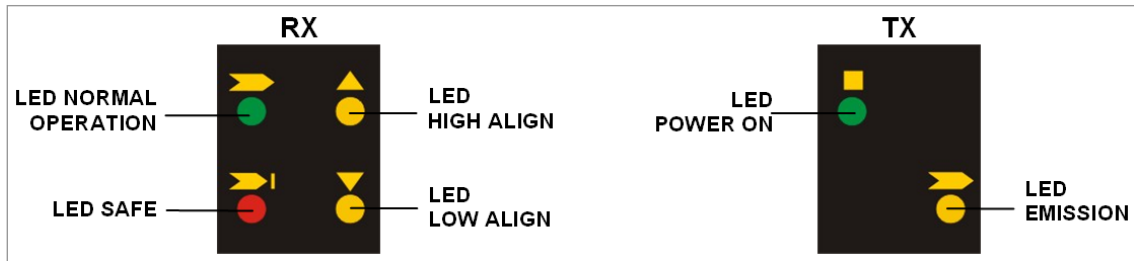 RX
LED NORMAL
OPERATION
LED
HIGH ALIGN
LED SAFE
LED
LOW ALIGN
TX
LED
POWER ON
LED
EMISSION